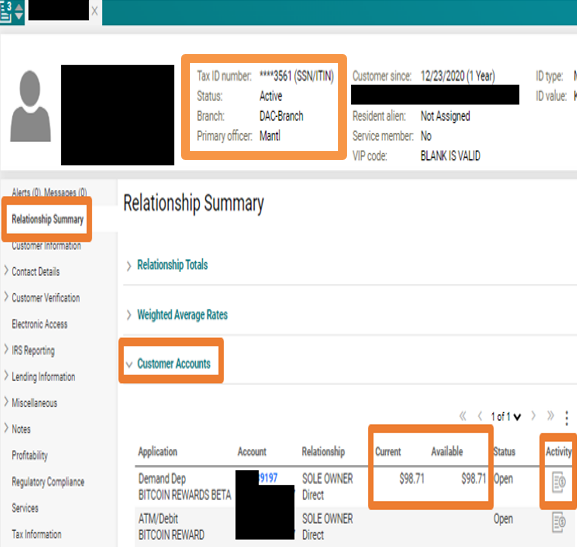 3
x
Tax ID number: ****3561 (SSN/ITIN)
Status: Active
Branch: DAC-Branch
Primary officer: Mantl
Customer since: 12/23/2020 (1 Year)
Resident alien: Not Assigned
Service member: No
VIP code: BLANK IS VALID
ID type: N
ID value: K
Alerts (0) Messages (0)
Relationship Summary
Customer Information
Contact Details
Customer Verification
Electronic Access
IRS Reporting
Lending Information
Miscellaneous
Notes
Profitability
Regulatory Compliance
Services
Tax Information
Relationship Summary
Relationship Totals
Weighted Average Rates
Customer Accounts
1 of 1
Application Account Relationship Current Available Status Activity
Demand Dep 9197 SOLE OWNER $98.71 $98.71 Open
BITCOIN REWARDS BETA Direct
ATM/Debit SOLE OWNER Open
BITCOIN REWARD Direct